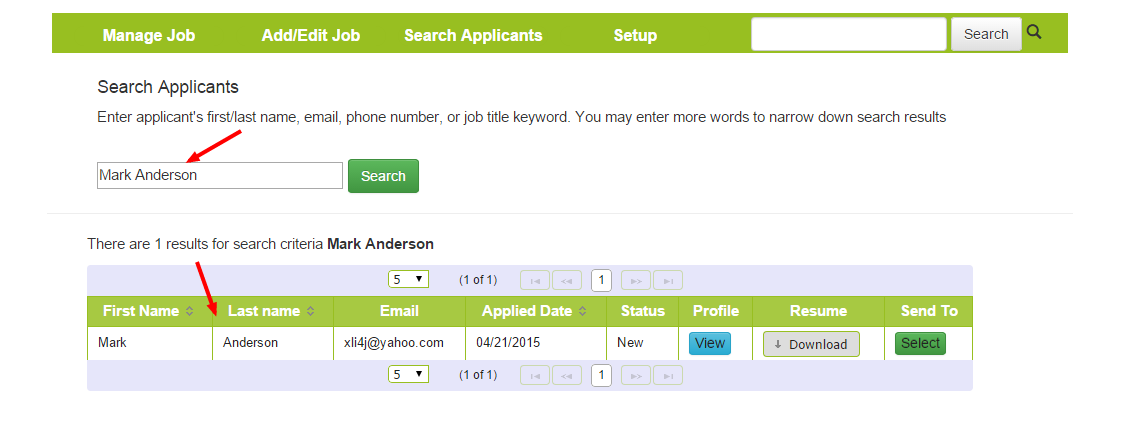 Manage Job Add/Edit Job Search Applicants Setup Search
Search Applicants
Enter applicant's first/last name, email, phone number, or job title keyword. You may enter more words to narrow down search results
Mark Anderson Search
There are 1 results for search criteria Mark Anderson
5 (1 of 1) 1
First Name Last name Email Applied Date Status Profile Resume Send To
Mark Anderson xli4j@yahoo.com 04/21/2015 New View Download Select
5 (1 of 1) 1